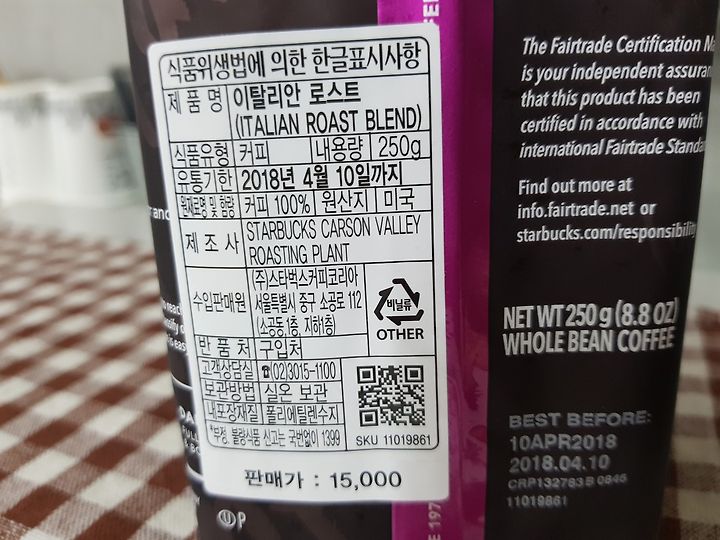 식품위생법에 의한 한글표시사항
제 품 명 이탈리안 로스트
(ITALIAN ROAST BLEND)
식품유형 커피 내용량 250g
유통기한 2018년 4월 10일까지
원재료명 및 함량 커피 100% 원산지 미국
제 조 사 STARBUCKS CARSON VALLEY
ROASTING PLANT
수입판매원 (주)스타벅스커피코리아
서울특별시 중구 소공로 112
(소공동,1층, 지하1층)
반 품 처 구입처
고객상담실 ☎(02)3015-1100
보관방법 실온 보관
내포장재질 폴리에틸렌수지
*부정, 불량식품 신고는 국번없이 1399
비닐류
OTHER
SKU 11019861
판매가 : 15,000
The Fairtrade Certification
is your independent
that this product has been
certified in accordance with
international Fairtrade
Find out more at
info.fairtrade.net or
starbucks.com/responsibility
NET WT 250 g (8.8 OZ)
WHOLE BEAN COFFEE
BEST BEFORE:
10APR2018
2018.04.10
CRP132783B 0846
11019861
U P